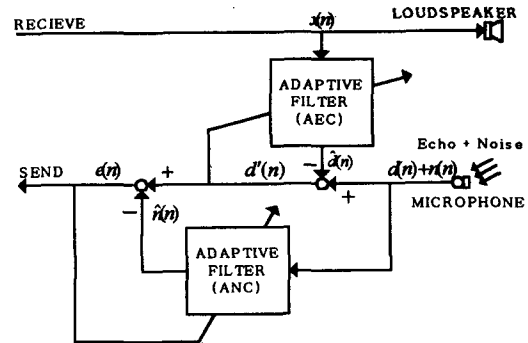 RECIEVE
x(n)
LOUDSPEAKER
ADAPTIVE
FILTER
(AEC)
Echo + Noise
SEND
e(n)
+
d'(n)
−
d̂(n)
d(n)+n(n)
+
MICROPHONE
−
n̂(n)
ADAPTIVE
FILTER
(ANC)